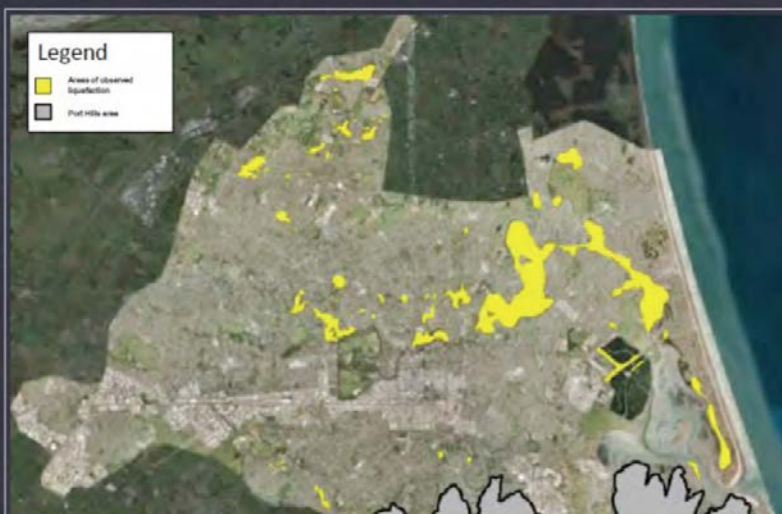 Legend
Areas of observed
liquefaction
Port Hills area